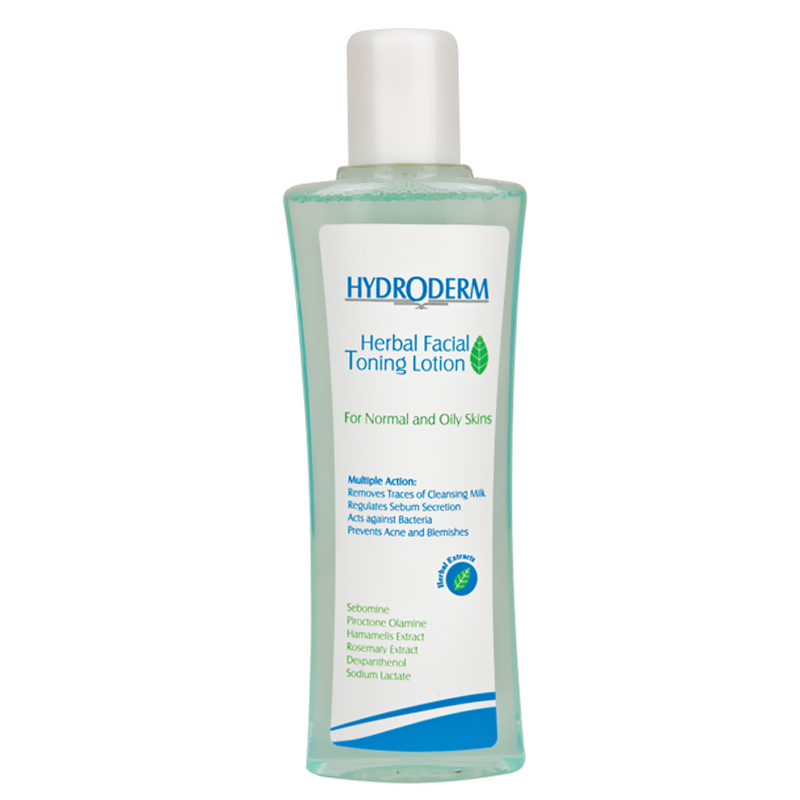 HYDRODERM
Herbal Facial
Toning Lotion
For Normal and Oily Skins
Multiple Action:
Removes Traces of Cleansing Milk
Regulates Sebum Secretion
Acts against Bacteria
Prevents Acne and Blemishes
Herbal Extracts
Sebomine
Piroctone Olamine
Hamamelis Extract
Rosemary Extract
Dexpanthenol
Sodium Lactate